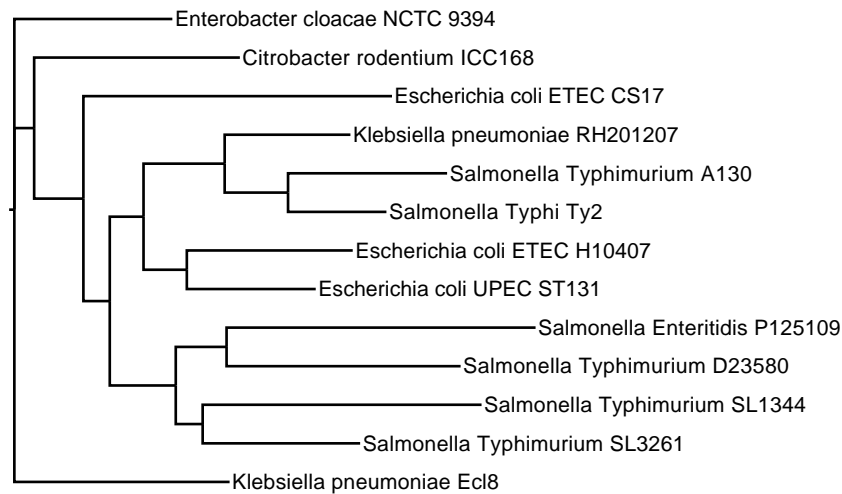 Enterobacter cloacae NCTC 9394
Citrobacter rodentium ICC168
Escherichia coli ETEC CS17
Klebsiella pneumoniae RH201207
Salmonella Typhimurium A130
Salmonella Typhi Ty2
Escherichia coli ETEC H10407
Escherichia coli UPEC ST131
Salmonella Enteritidis P125109
Salmonella Typhimurium D23580
Salmonella Typhimurium SL1344
Salmonella Typhimurium SL3261
Klebsiella pneumoniae Ecl8